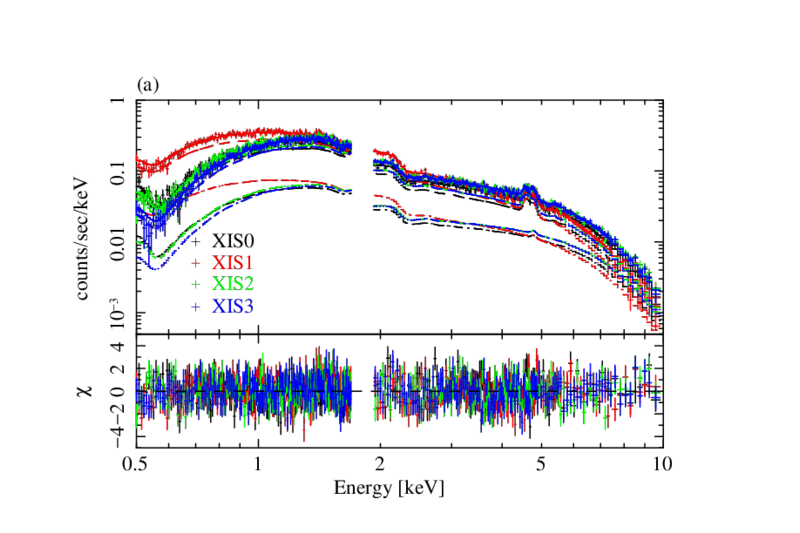 (a)
1
0.1
0.01
10⁻³
counts/sec/keV
XIS0
XIS1
XIS2
XIS3
4
2
0
−2
−4
χ
0.5 1 2 5 10
Energy [keV]